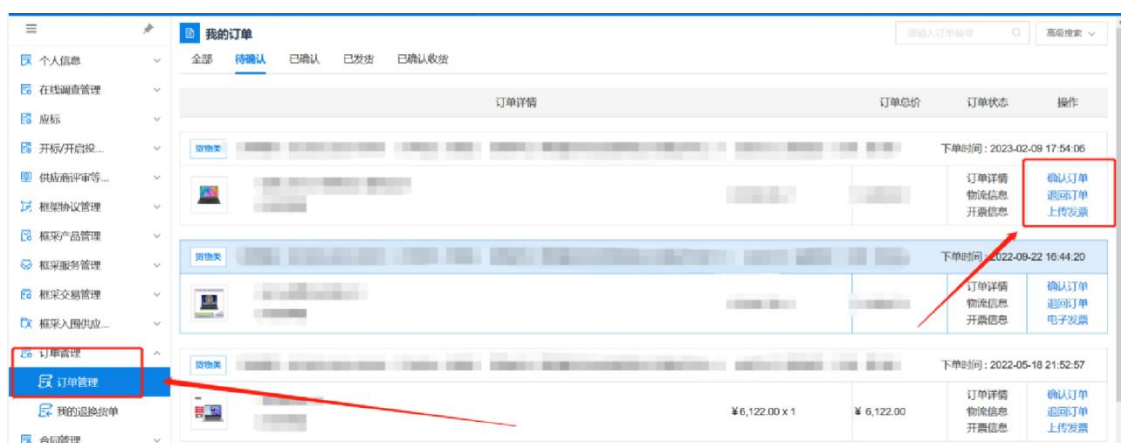 我的订单
请输入订单编号
高级搜索
全部 待确认 已确认 已发货 已确认收货
订单详情 订单总价 订单状态 操作
个人信息
在线调查管理
应标
开标/开启投...
供应商评审等...
框架协议管理
框采产品管理
框采服务管理
框采交易管理
框采入围供应...
订单管理
订单管理
我的退换货单
合同管理
货物类 下单时间：2023-02-09 17:54:06
订单详情 确认订单
物流信息 退回订单
开票信息 上传发票
货物类 下单时间：2022-09-22 16:44:20
订单详情 确认订单
物流信息 退回订单
开票信息 电子发票
货物类 下单时间：2022-05-18 21:52:57
¥6,122.00 x 1 ¥ 6,122.00
订单详情 确认订单
物流信息 退回订单
开票信息 上传发票